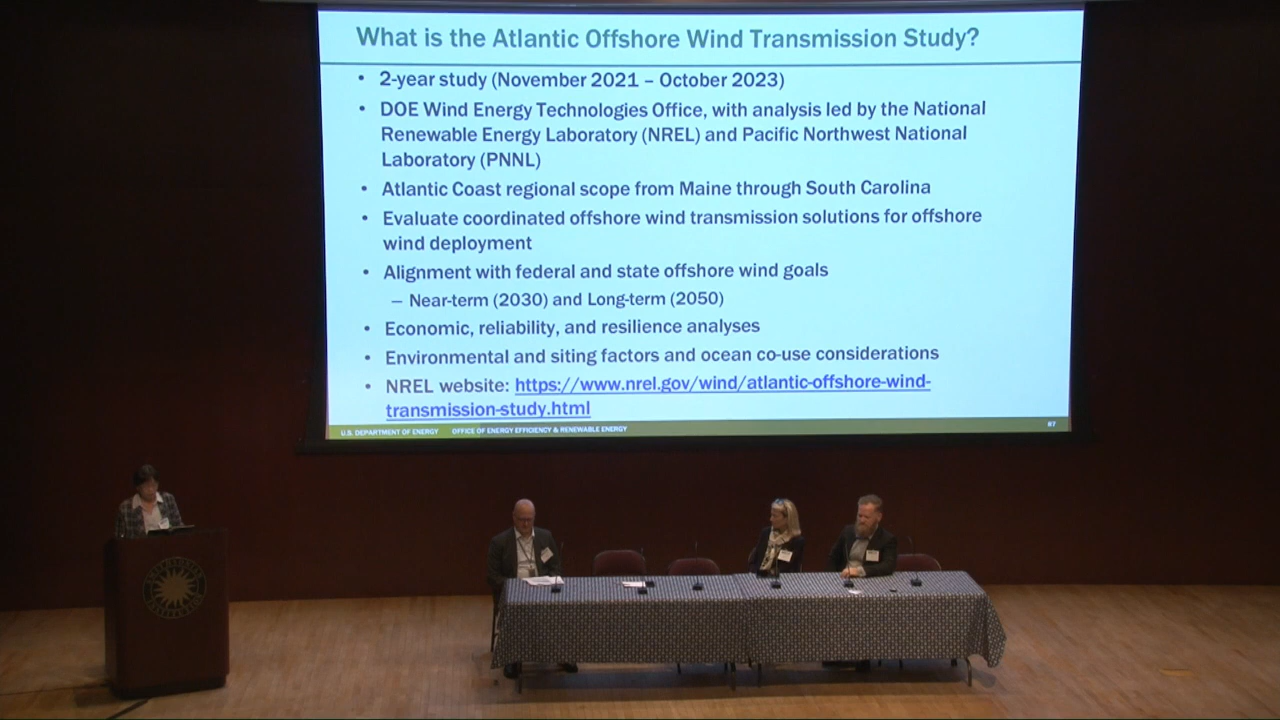 What is the Atlantic Offshore Wind Transmission Study?
• 2-year study (November 2021 – October 2023)
• DOE Wind Energy Technologies Office, with analysis led by the National
Renewable Energy Laboratory (NREL) and Pacific Northwest National
Laboratory (PNNL)
• Atlantic Coast regional scope from Maine through South Carolina
• Evaluate coordinated offshore wind transmission solutions for offshore
wind deployment
• Alignment with federal and state offshore wind goals
– Near-term (2030) and Long-term (2050)
• Economic, reliability, and resilience analyses
• Environmental and siting factors and ocean co-use considerations
• NREL website: https://www.nrel.gov/wind/atlantic-offshore-wind-
transmission-study.html
U.S. DEPARTMENT OF ENERGY OFFICE OF ENERGY EFFICIENCY & RENEWABLE ENERGY 87